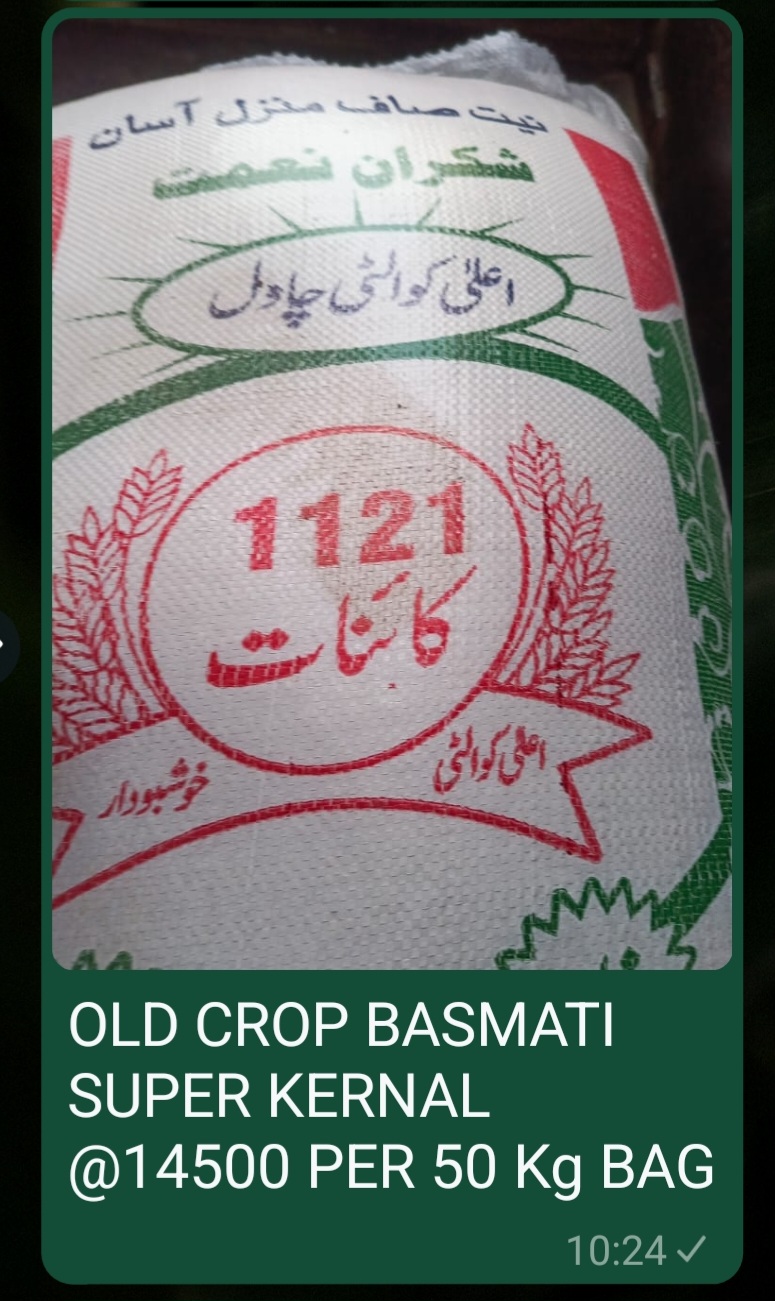 نیت صاف منزل آسان
شکران نعمت
اعلیٰ کوالٹی چاول
1121
کائنات
خوشبودار
اعلیٰ کوالٹی
OLD CROP BASMATI
SUPER KERNAL
@14500 PER 50 Kg BAG
10:24